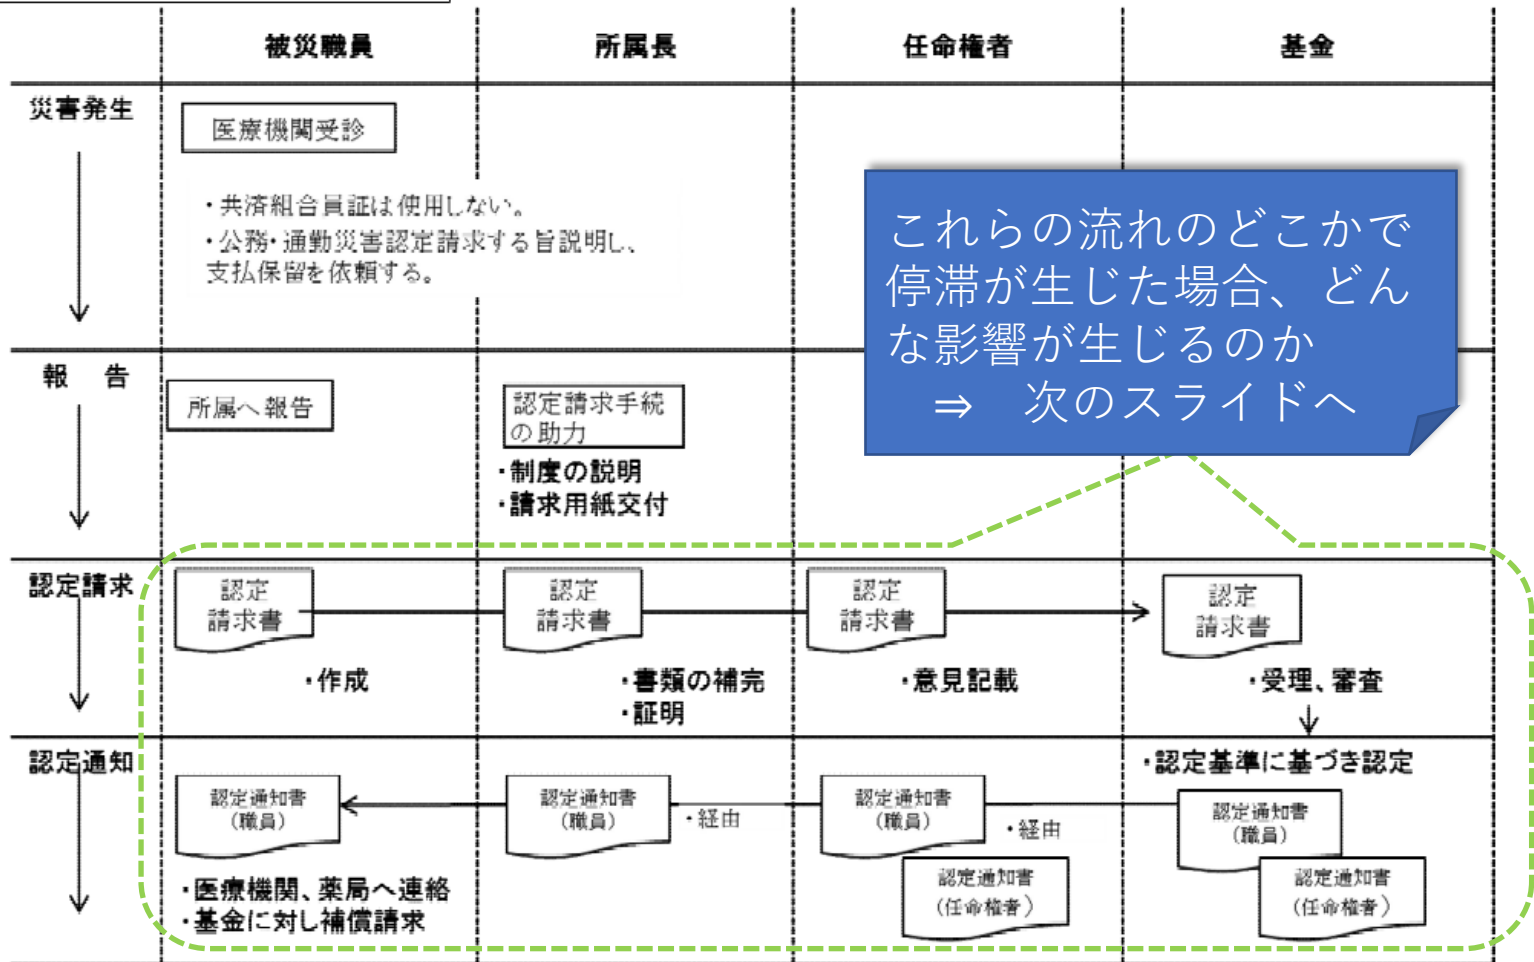 被災職員
所属長
任命権者
基金
災害発生
医療機関受診
・共済組合員証は使用しない。
・公務・通勤災害認定請求する旨説明し、
支払保留を依頼する。
これらの流れのどこかで
停滞が生じた場合、どん
な影響が生じるのか
⇒ 次のスライドへ
報 告
所属へ報告
認定請求手続
の助力
・制度の説明
・請求用紙交付
認定請求
認定
請求書
・作成
認定
請求書
・書類の補完
・証明
認定
請求書
・意見記載
認定
請求書
・受理、審査
認定通知
認定通知書
(職員)
・医療機関、薬局へ連絡
・基金に対し補償請求
認定通知書
(職員)
・経由
認定通知書
(職員)
・経由
認定通知書
(任命権者)
・認定基準に基づき認定
認定通知書
(職員)
認定通知書
(任命権者)